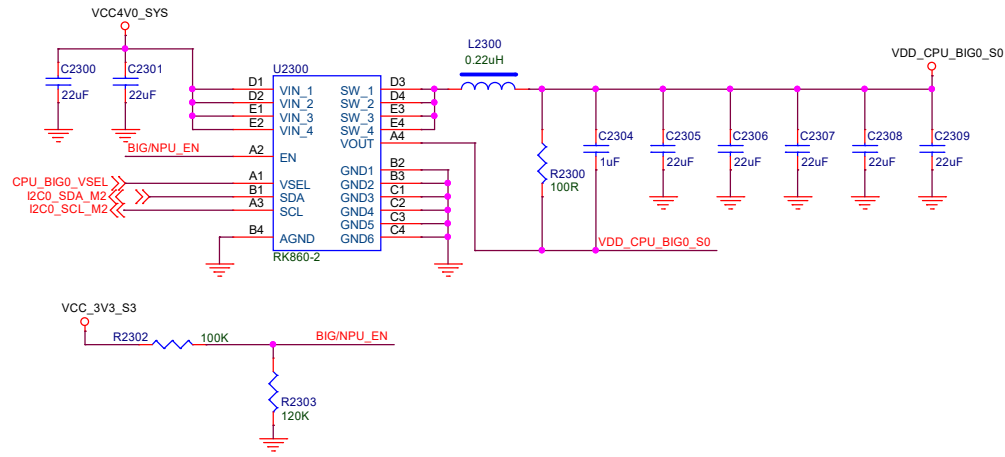 VCC4V0_SYS
L2300
0.22uH
VDD_CPU_BIG0_S0
C2300
22uF
C2301
22uF
U2300
D1 VIN_1 SW_1 D3
D2 VIN_2 SW_2 D4
E1 VIN_3 SW_3 E3
E2 VIN_4 SW_4 E4
VOUT A4
BIG/NPU_EN A2 EN
GND1 B2
CPU_BIG0_VSEL A1 VSEL GND2 B3
I2C0_SDA_M2 B1 SDA GND3 C1
I2C0_SCL_M2 A3 SCL GND4 C2
GND5 C3
B4 AGND GND6 C4
RK860-2
R2300
100R
C2304
1uF
C2305
22uF
C2306
22uF
C2307
22uF
C2308
22uF
C2309
22uF
VDD_CPU_BIG0_S0
VCC_3V3_S3
R2302 100K BIG/NPU_EN
R2303
120K